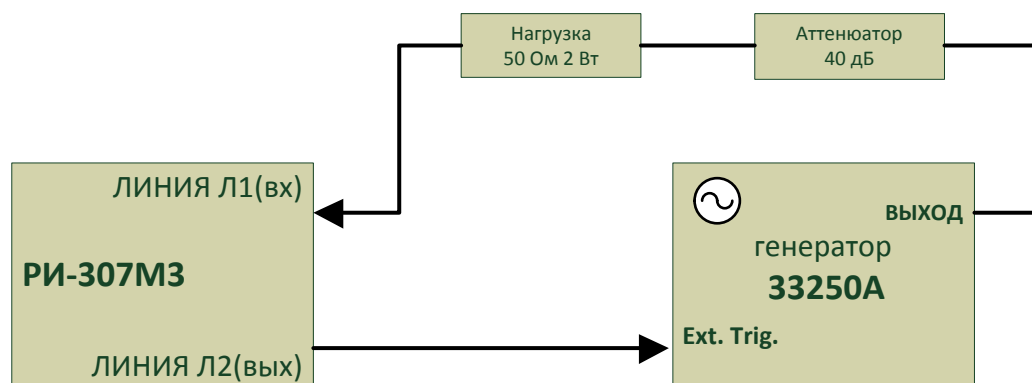 Нагрузка
50 Ом 2 Вт
Аттенюатор
40 дБ
ЛИНИЯ Л1(вх)
РИ-307М3
ЛИНИЯ Л2(вых)
ВЫХОД
генератор
33250А
Ext. Trig.